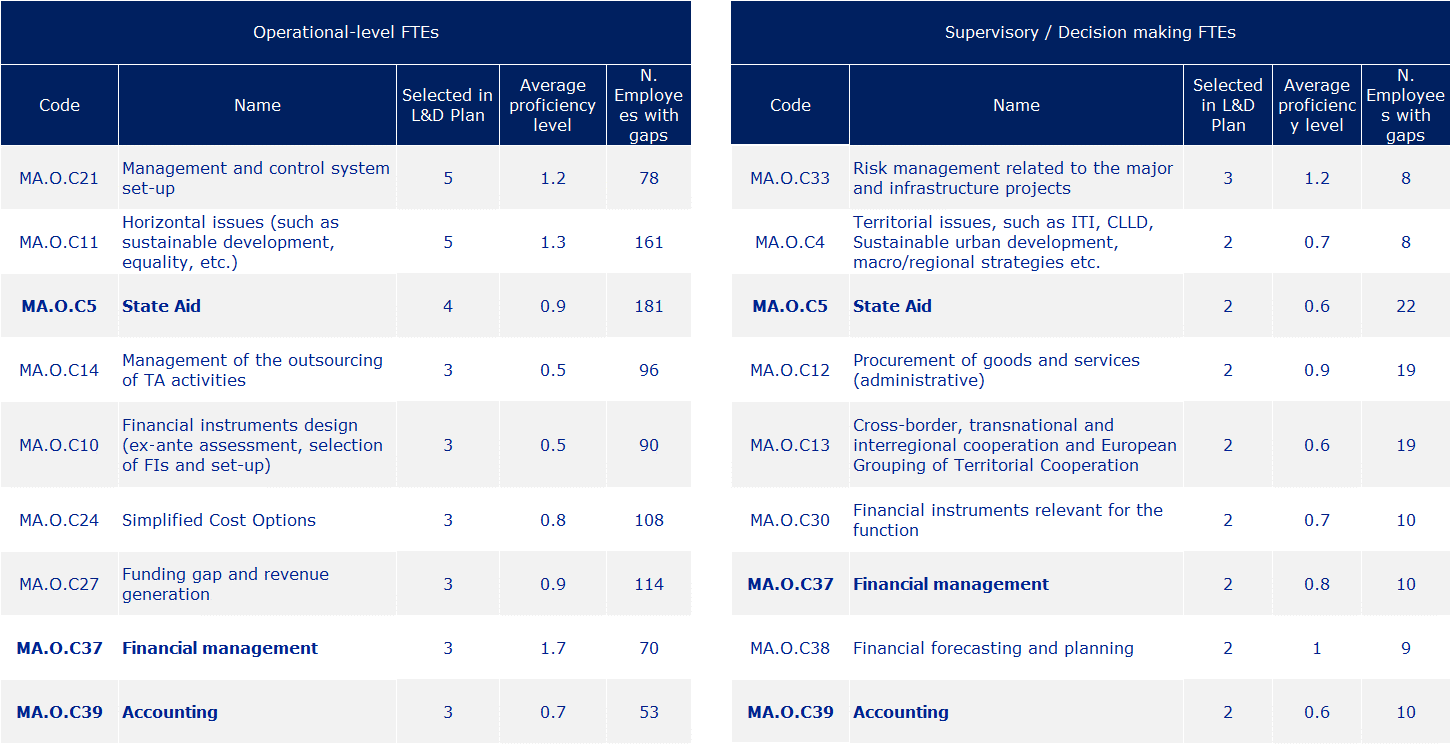 Operational-level FTEs
Code
Name
Selected in
L&D Plan
Average
proficiency
level
N.
Employe
es with
gaps
MA.O.C21
Management and control system
set-up
5
1.2
78
MA.O.C11
Horizontal issues (such as
sustainable development,
equality, etc.)
5
1.3
161
MA.O.C5
State Aid
4
0.9
181
MA.O.C14
Management of the outsourcing
of TA activities
3
0.5
96
MA.O.C10
Financial instruments design
(ex-ante assessment, selection
of FIs and set-up)
3
0.5
90
MA.O.C24
Simplified Cost Options
3
0.8
108
MA.O.C27
Funding gap and revenue
generation
3
0.9
114
MA.O.C37
Financial management
3
1.7
70
MA.O.C39
Accounting
3
0.7
53
Supervisory / Decision making FTEs
Code
Name
Selected
in L&D
Plan
Average
proficienc
y level
N.
Employee
s with
gaps
MA.O.C33
Risk management related to the major
and infrastructure projects
3
1.2
8
MA.O.C4
Territorial issues, such as ITI, CLLD,
Sustainable urban development,
macro/regional strategies etc.
2
0.7
8
MA.O.C5
State Aid
2
0.6
22
MA.O.C12
Procurement of goods and services
(administrative)
2
0.9
19
MA.O.C13
Cross-border, transnational and
interregional cooperation and European
Grouping of Territorial Cooperation
2
0.6
19
MA.O.C30
Financial instruments relevant for the
function
2
0.7
10
MA.O.C37
Financial management
2
0.8
10
MA.O.C38
Financial forecasting and planning
2
1
9
MA.O.C39
Accounting
2
0.6
10